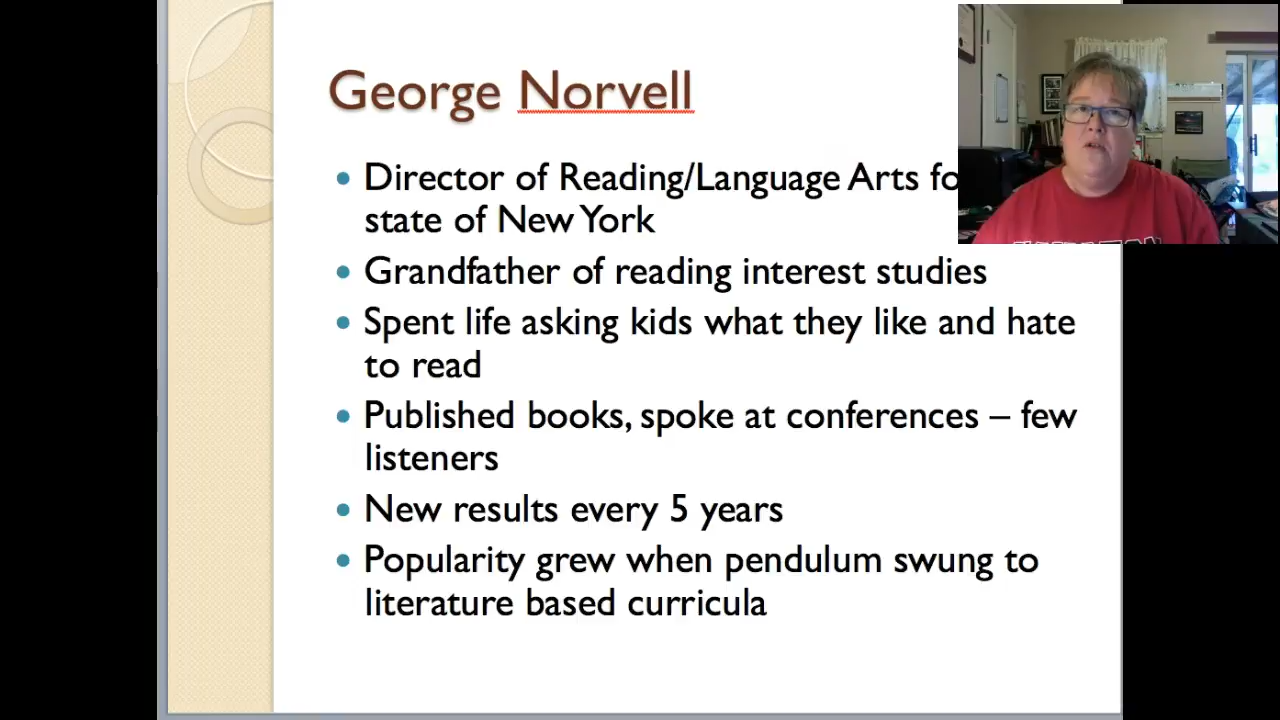 George Norvell
• Director of Reading/Language Arts fo
state of New York
• Grandfather of reading interest studies
• Spent life asking kids what they like and hate
to read
• Published books, spoke at conferences – few
listeners
• New results every 5 years
• Popularity grew when pendulum swung to
literature based curricula